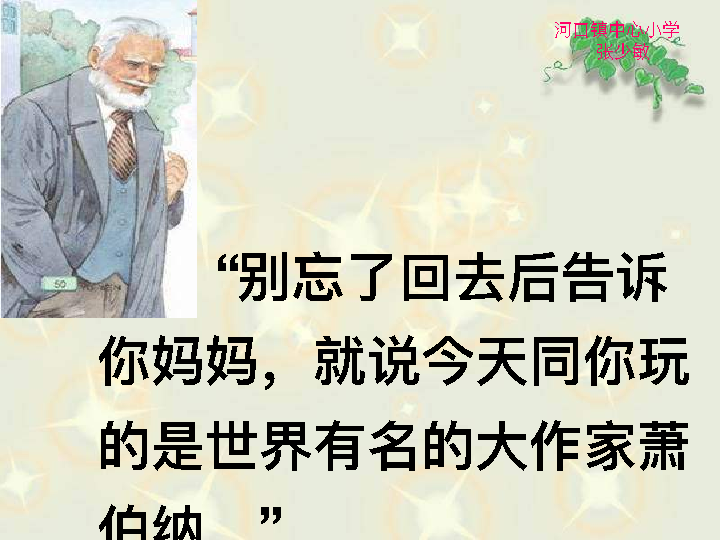 河口镇中心小学
张少敏
50
“别忘了回去后告诉
你妈妈，就说今天同你玩
的是世界有名的大作家萧
伯纳。”